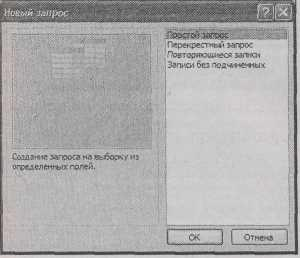 Новый запрос
Простой запрос
Перекрестный запрос
Повторяющиеся записи
Записи без подчиненных
Создание запроса на выборку из
определенных полей.
ОК
Отмена